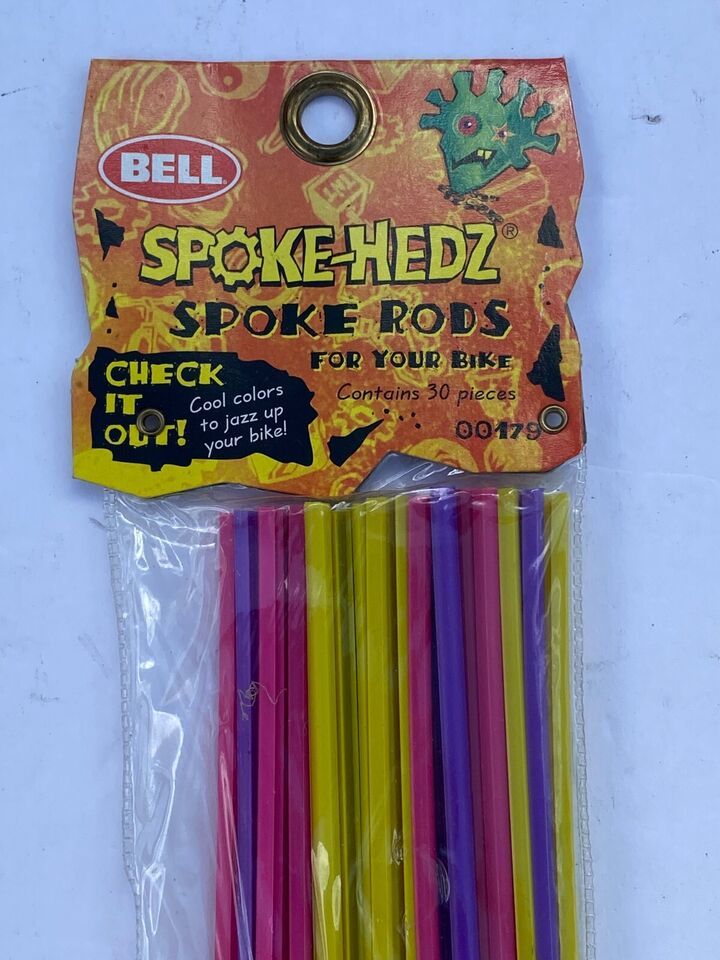 BELL
SPOKE-HEDZ®
SPOKE RODS
FOR YOUR BIKE
Contains 30 pieces
00179
CHECK
IT
OUT!
Cool colors
to jazz up
your bike!